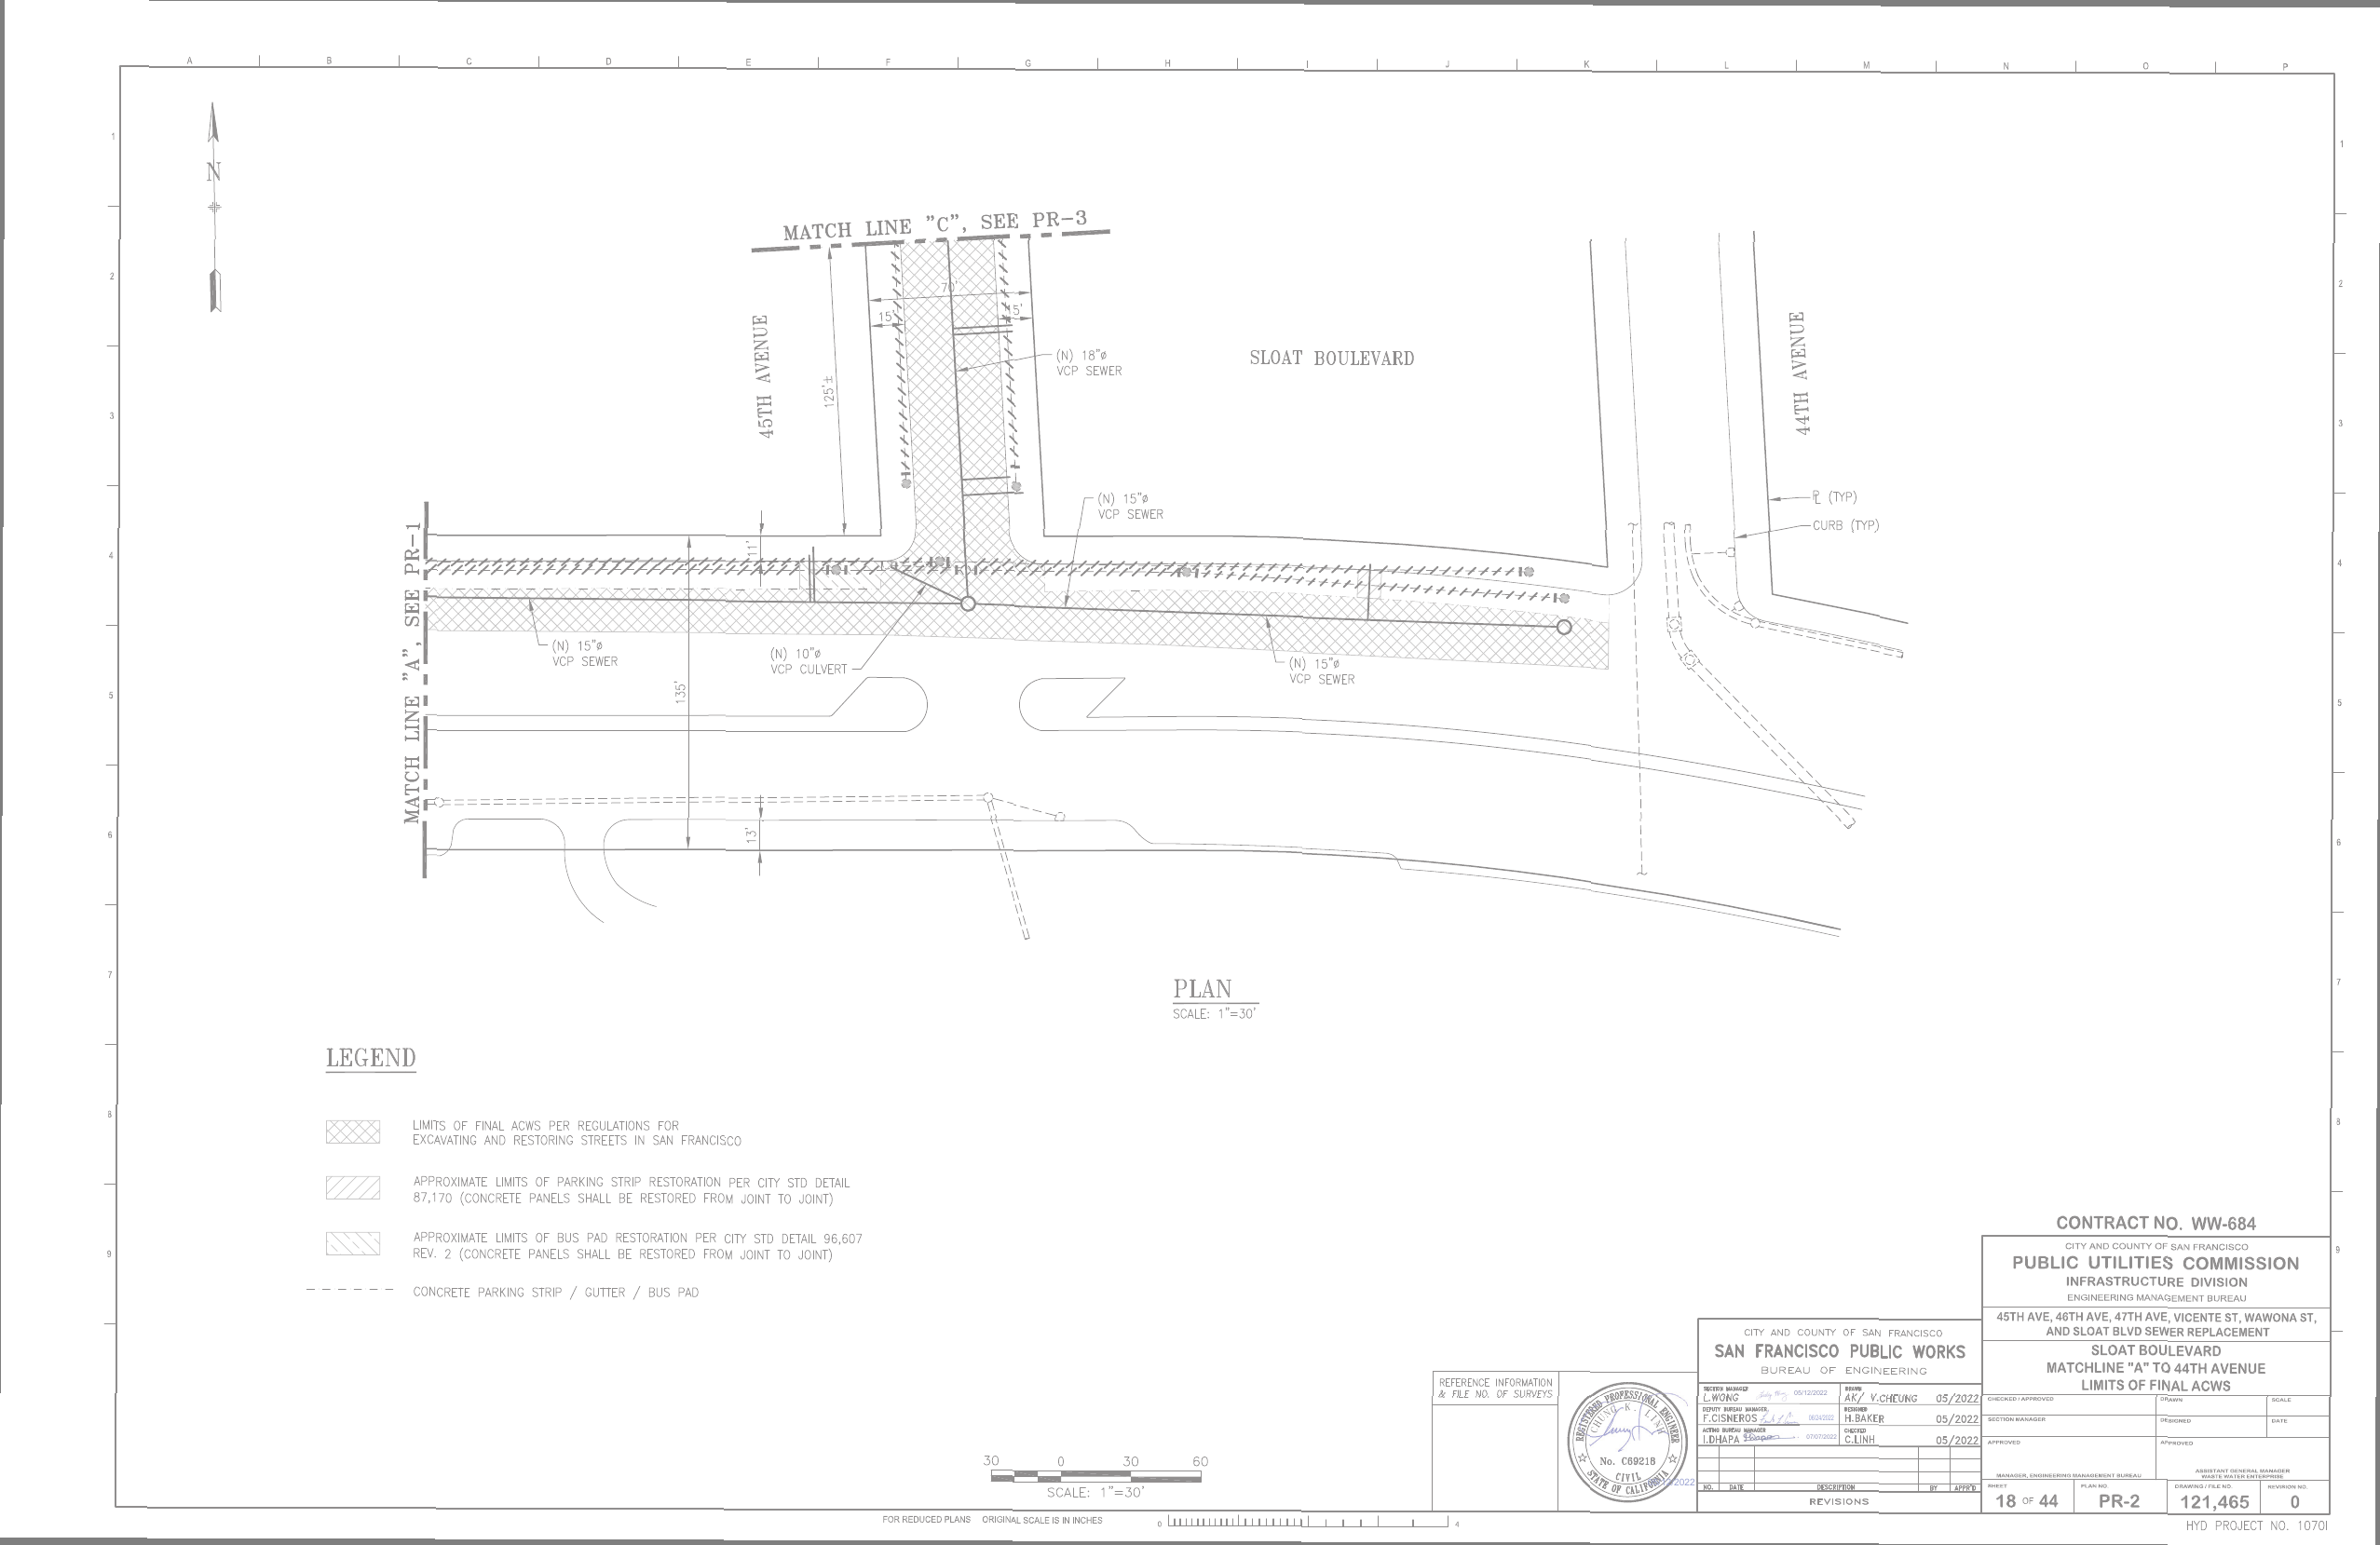 A B C D E F G H J K L M N O P
1 1
2 2
3 3
4 4
5 5
6 6
7 7
8 8
9 9
N
MATCH LINE "C", SEE PR-3
70'
15'
15'
45TH AVENUE
125'±
(N) 18"ø
VCP SEWER
SLOAT BOULEVARD
44TH AVENUE
(N) 15"ø
VCP SEWER
℄ (TYP)
CURB (TYP)
MATCH LINE "A", SEE PR-1
11'
(N) 15"ø
VCP SEWER
(N) 10"ø
VCP CULVERT
(N) 15"ø
VCP SEWER
135'
13'
PLAN
SCALE: 1"=30'
LEGEND
LIMITS OF FINAL ACWS PER REGULATIONS FOR
EXCAVATING AND RESTORING STREETS IN SAN FRANCISCO
APPROXIMATE LIMITS OF PARKING STRIP RESTORATION PER CITY STD DETAIL
87,170 (CONCRETE PANELS SHALL BE RESTORED FROM JOINT TO JOINT)
APPROXIMATE LIMITS OF BUS PAD RESTORATION PER CITY STD DETAIL 96,607
REV. 2 (CONCRETE PANELS SHALL BE RESTORED FROM JOINT TO JOINT)
CONCRETE PARKING STRIP / GUTTER / BUS PAD
30 0 30 60
SCALE: 1"=30'
FOR REDUCED PLANS ORIGINAL SCALE IS IN INCHES
0 4
REFERENCE INFORMATION
& FILE NO. OF SURVEYS
REGISTERED PROFESSIONAL ENGINEER
CHUNG K. LINH
No. C69218
CIVIL
STATE OF CALIFORNIA
CITY AND COUNTY OF SAN FRANCISCO
SAN FRANCISCO PUBLIC WORKS
BUREAU OF ENGINEERING
SECTION MANAGER
L.WONG 05/12/2022
DRAWN
AK/ V.CHEUNG 05/2022
DEPUTY BUREAU MANAGER
F.CISNEROS 06/24/2022
DESIGNED
H.BAKER 05/2022
ACTING BUREAU MANAGER
I.DHAPA 07/07/2022
CHECKED
C.LINH 05/2022
NO. DATE DESCRIPTION BY APPR'D
REVISIONS
CONTRACT NO. WW-684
CITY AND COUNTY OF SAN FRANCISCO
PUBLIC UTILITIES COMMISSION
INFRASTRUCTURE DIVISION
ENGINEERING MANAGEMENT BUREAU
45TH AVE, 46TH AVE, 47TH AVE, VICENTE ST, WAWONA ST,
AND SLOAT BLVD SEWER REPLACEMENT
SLOAT BOULEVARD
MATCHLINE "A" TO 44TH AVENUE
LIMITS OF FINAL ACWS
CHECKED / APPROVED DRAWN SCALE
SECTION MANAGER DESIGNED DATE
APPROVED APPROVED
MANAGER, ENGINEERING MANAGEMENT BUREAU
ASSISTANT GENERAL MANAGER
WASTE WATER ENTERPRISE
SHEET PLAN NO. DRAWING / FILE NO. REVISION NO.
18 OF 44 PR-2 121,465 0
HYD PROJECT NO. 1070I